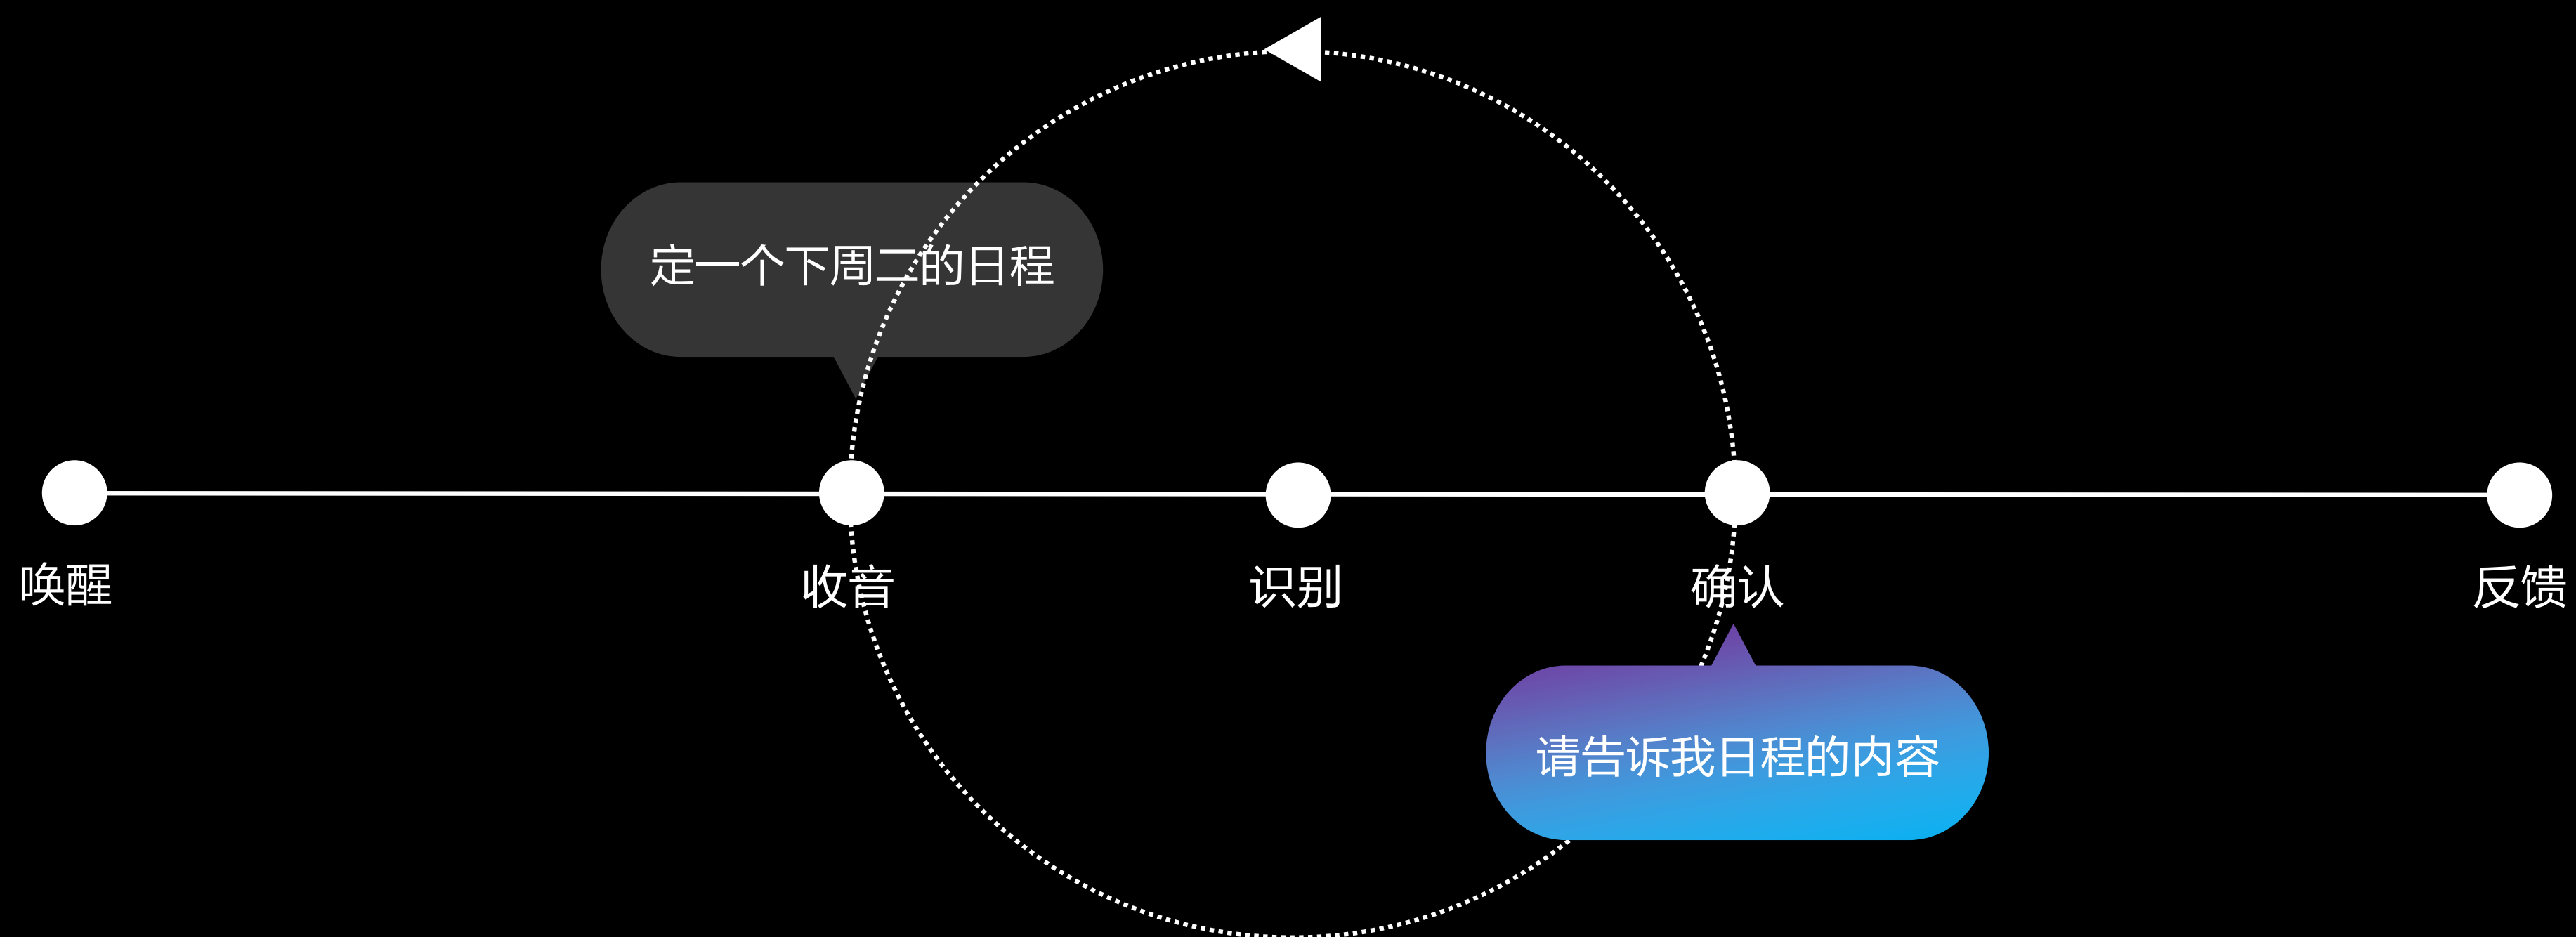 定一个下周二的日程
唤醒
收音
识别
确认
反馈
请告诉我日程的内容